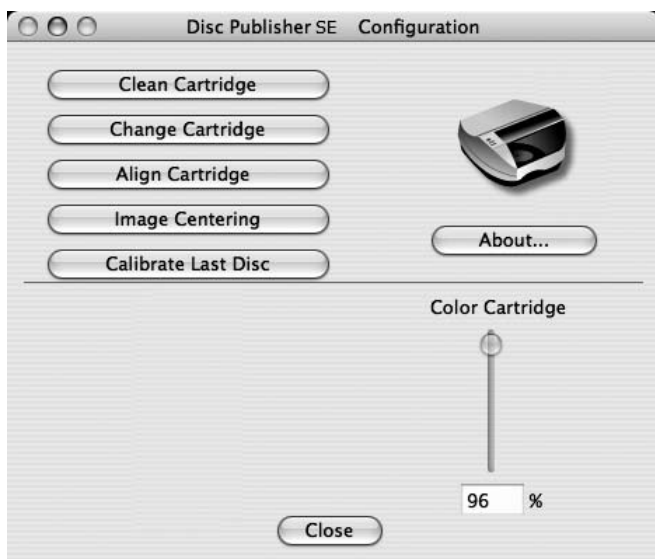 Disc Publisher SE Configuration
Clean Cartridge
Change Cartridge
Align Cartridge
Image Centering
Calibrate Last Disc
About...
Color Cartridge
96 %
Close